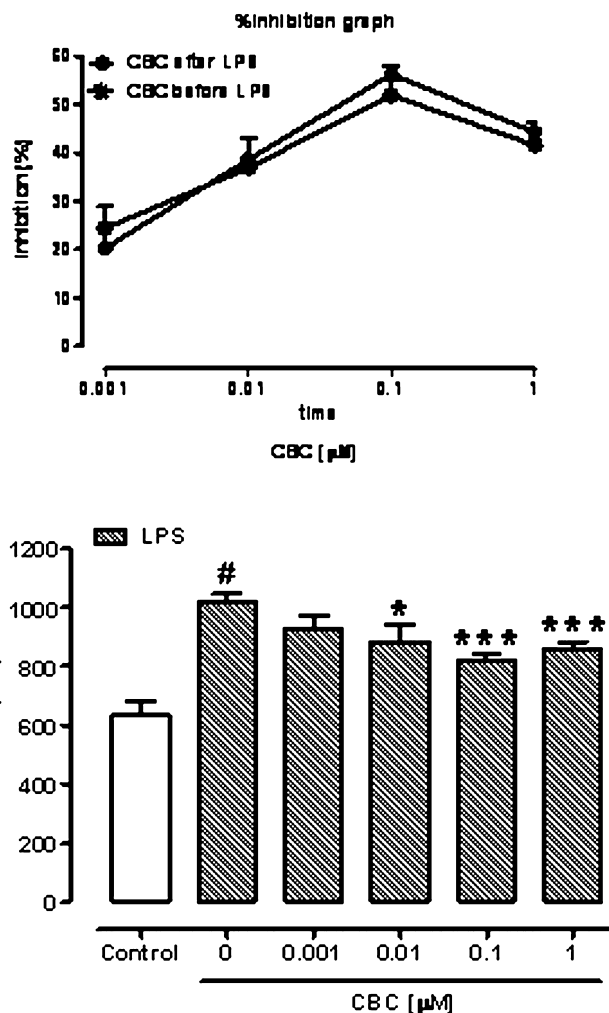 %inhibition graph
CBC after LPS
CBC before LPS
Inhibition [%]
60
50
40
30
20
10
0
0.001 0.01 0.1 1
time
CBC [µM]
LPS
1200
1000
800
600
400
200
0
#
*
***
***
Control 0 0.001 0.01 0.1 1
CBC [µM]